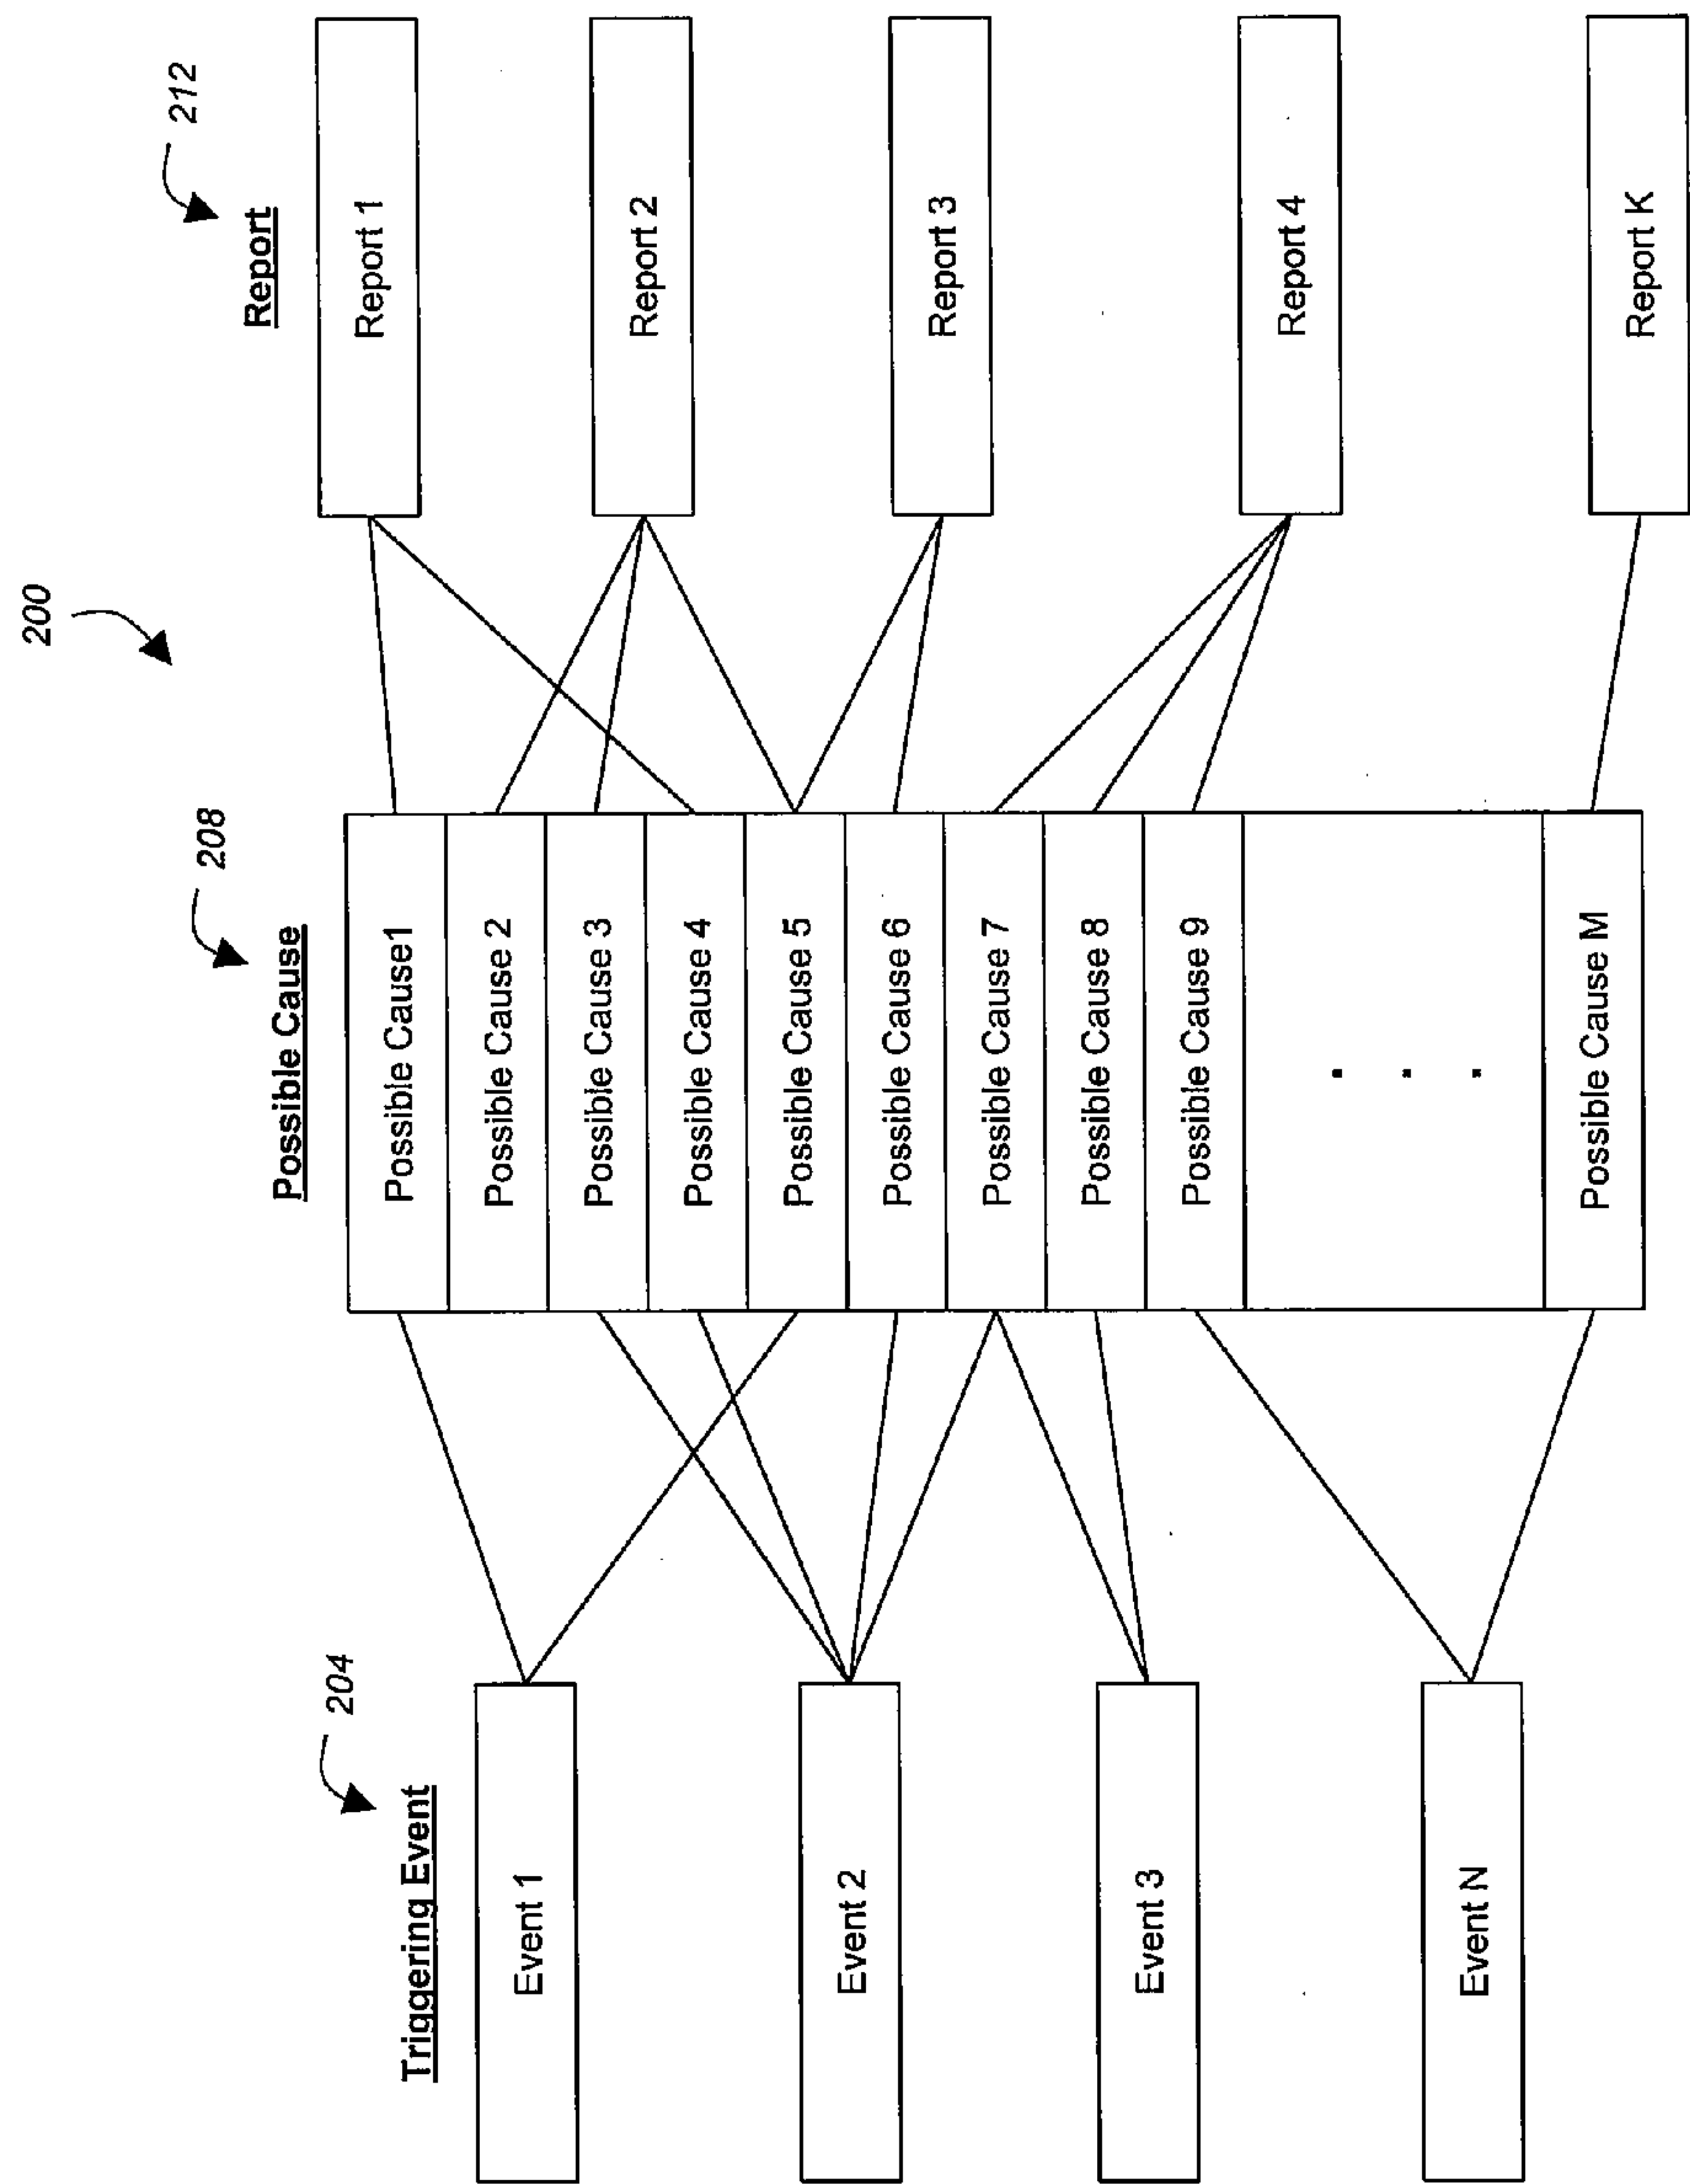 200
Triggering Event
204
Event 1
Event 2
Event 3
Event N
Possible Cause
208
Possible Cause1
Possible Cause 2
Possible Cause 3
Possible Cause 4
Possible Cause 5
Possible Cause 6
Possible Cause 7
Possible Cause 8
Possible Cause 9
. . .
Possible Cause M
Report
212
Report 1
Report 2
Report 3
Report 4
Report K